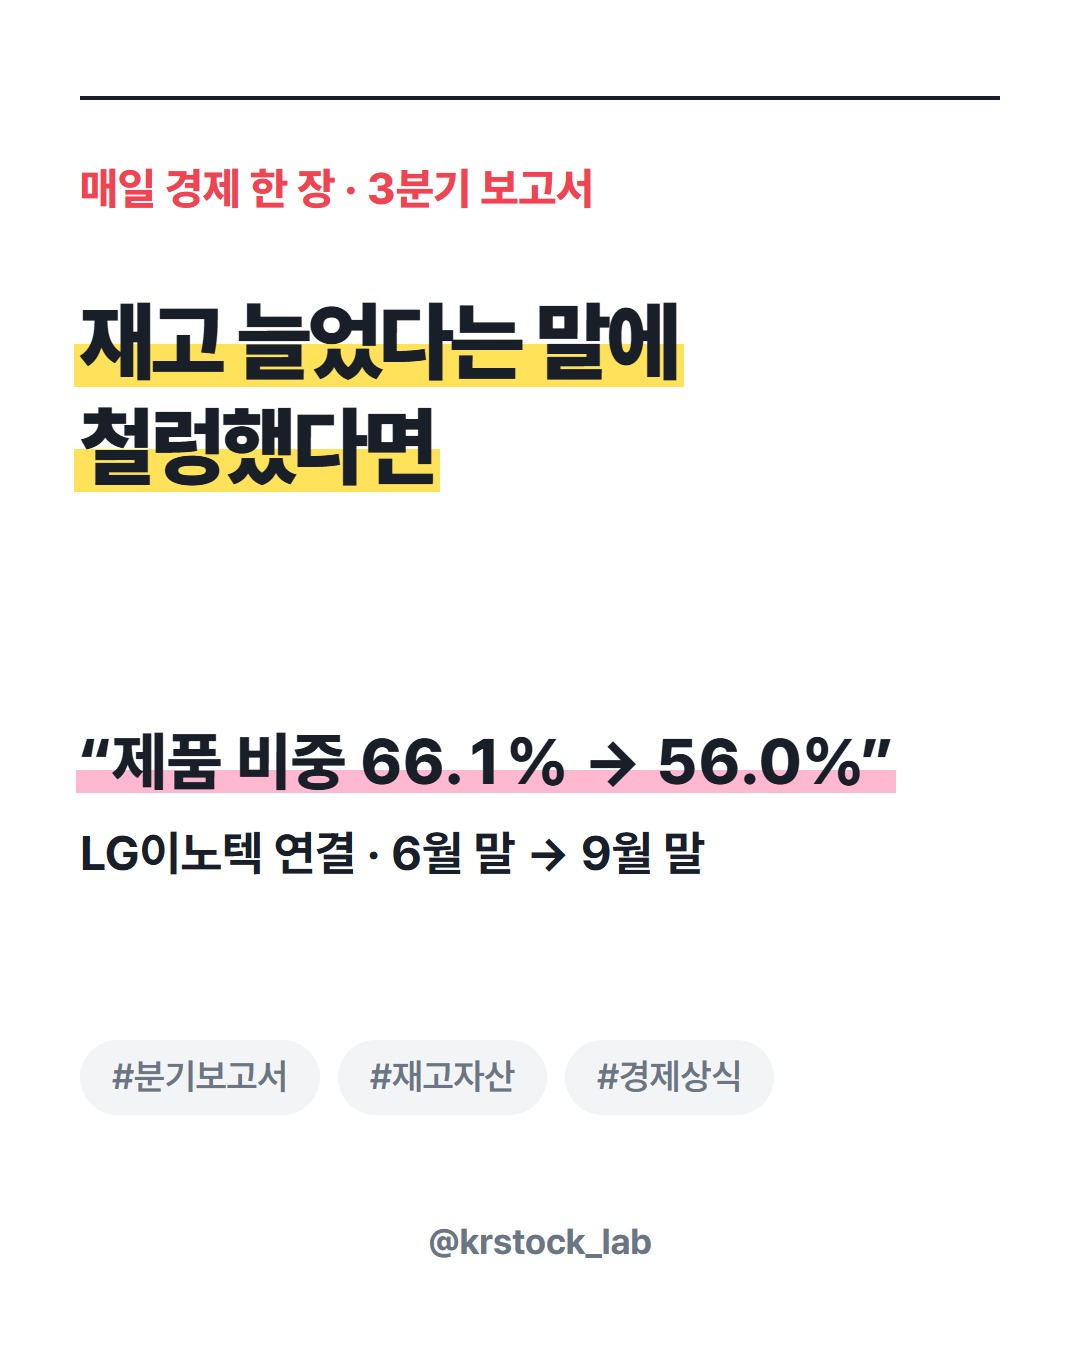 매일 경제 한 장 · 3분기 보고서
재고 늘었다는 말에
철렁했다면
“제품 비중 66.1% → 56.0%”
LG이노텍 연결 · 6월 말 → 9월 말
#분기보고서 #재고자산 #경제상식
@krstock_lab